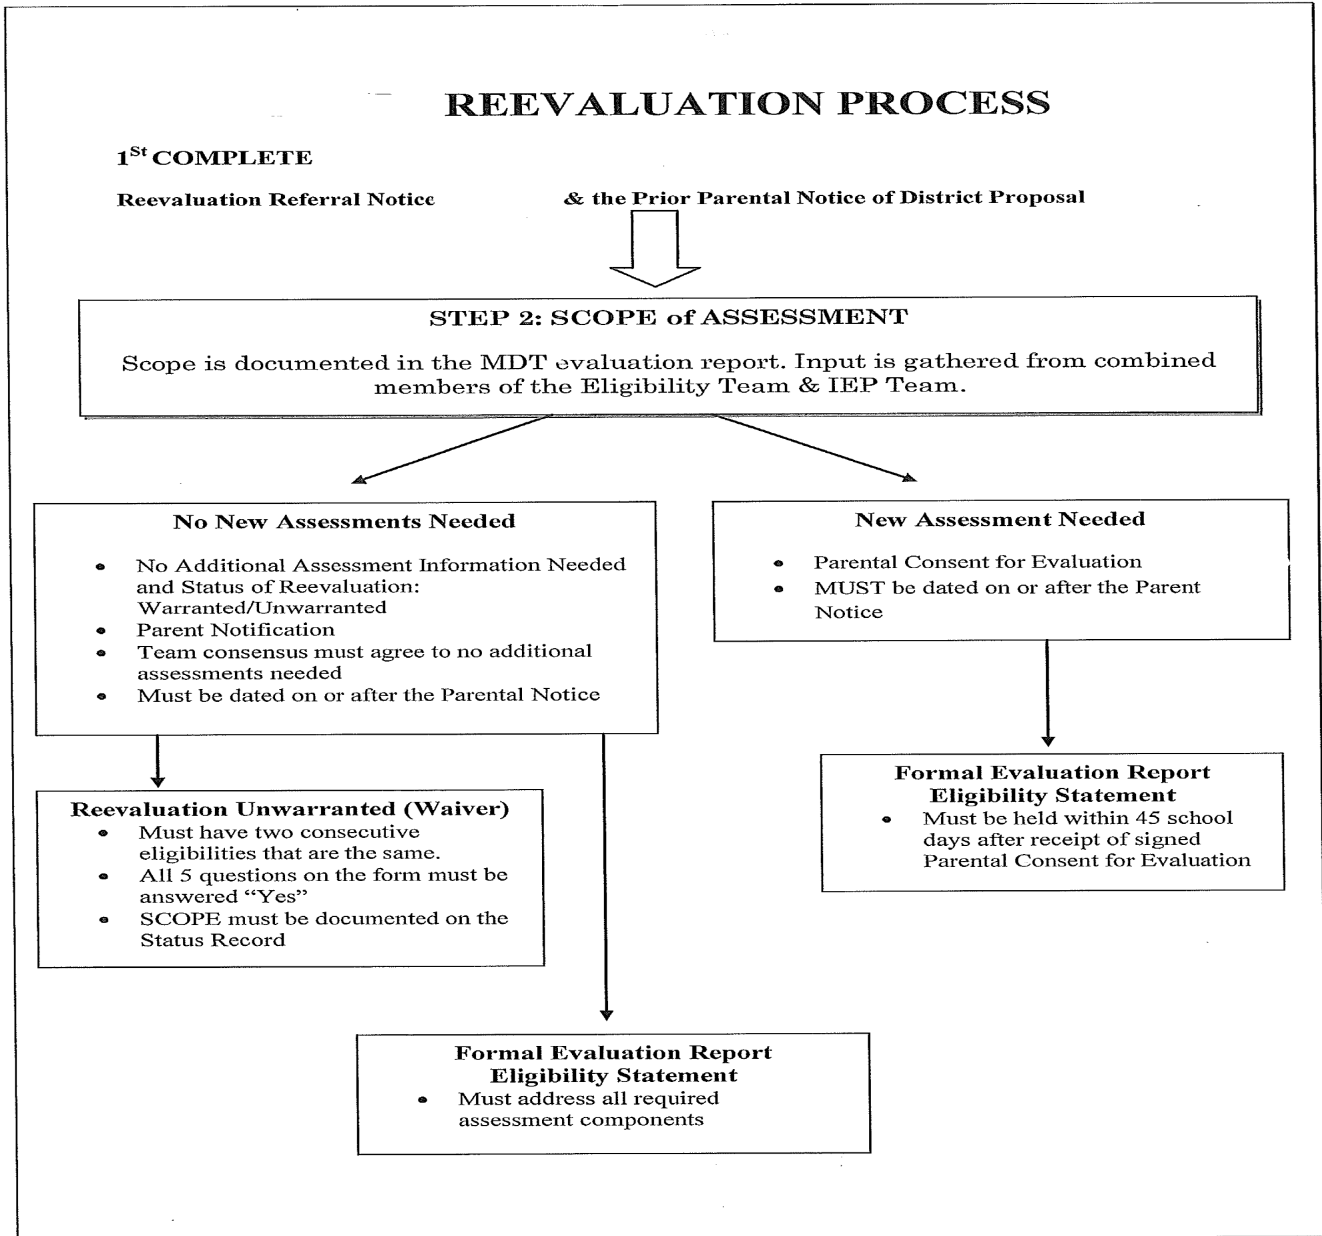 REEVALUATION PROCESS
1St COMPLETE
Reevaluation Referral Notice & the Prior Parental Notice of District Proposal
STEP 2: SCOPE of ASSESSMENT
Scope is documented in the MDT evaluation report. Input is gathered from combined
members of the Eligibility Team & IEP Team.
No New Assessments Needed
• No Additional Assessment Information Needed
and Status of Reevaluation:
Warranted/Unwarranted
• Parent Notification
• Team consensus must agree to no additional
assessments needed
• Must be dated on or after the Parental Notice
New Assessment Needed
• Parental Consent for Evaluation
• MUST be dated on or after the Parent
Notice
Reevaluation Unwarranted (Waiver)
• Must have two consecutive
eligibilities that are the same.
• All 5 questions on the form must be
answered “Yes”
• SCOPE must be documented on the
Status Record
Formal Evaluation Report
Eligibility Statement
• Must be held within 45 school
days after receipt of signed
Parental Consent for Evaluation
Formal Evaluation Report
Eligibility Statement
• Must address all required
assessment components